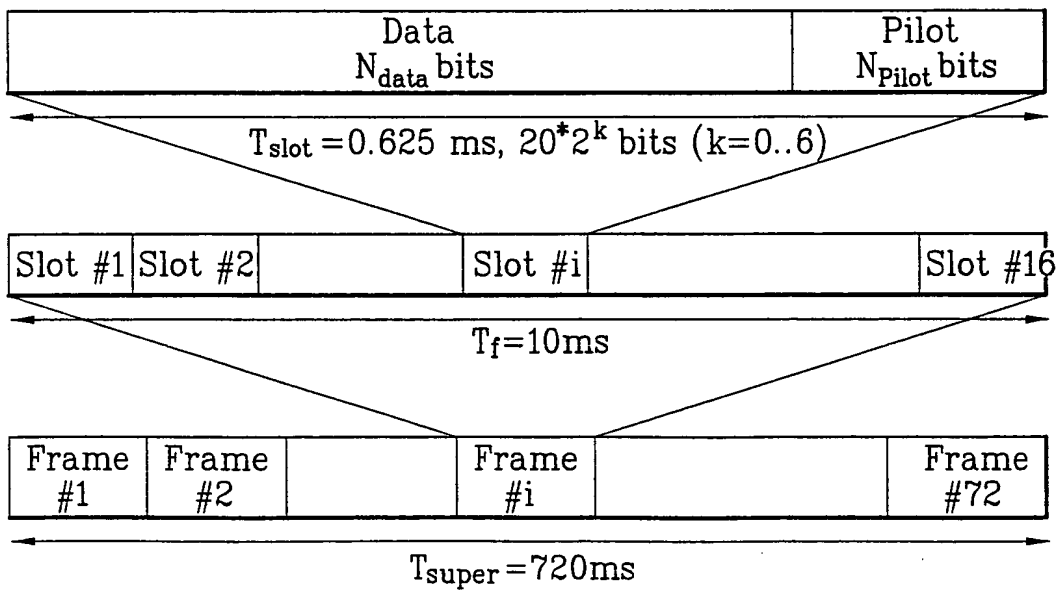 Data
N_data bits
Pilot
N_Pilot bits
T_slot=0.625 ms, 20*2^k bits (k=0..6)
Slot #1 Slot #2 Slot #i Slot #16
T_f=10ms
Frame #1
Frame #2
Frame #i
Frame #72
T_super=720ms